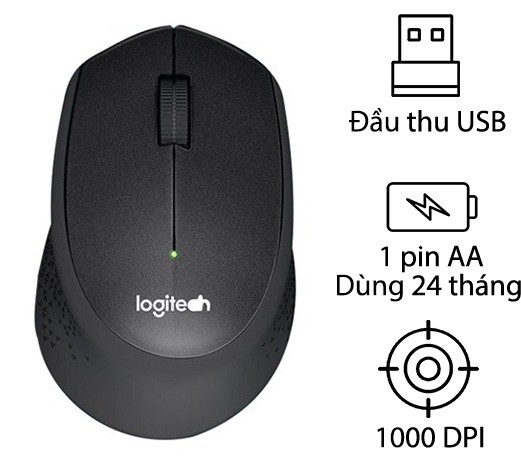 Đầu thu USB
1 pin AA
Dùng 24 tháng
logitech
1000 DPI